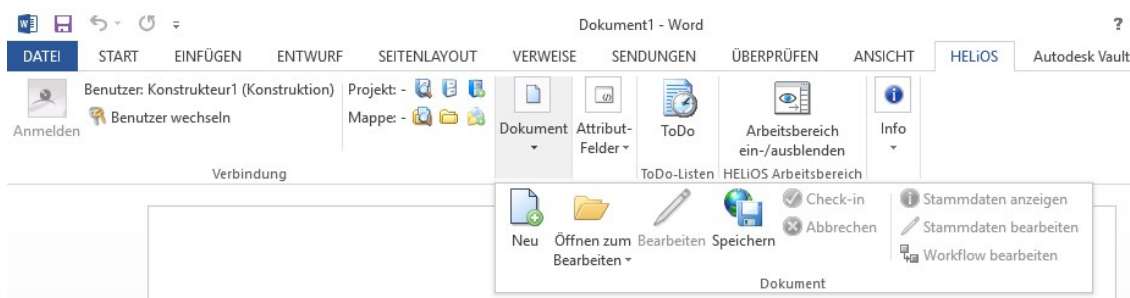 Dokument1 - Word
?
DATEI START EINFÜGEN ENTWURF SEITENLAYOUT VERWEISE SENDUNGEN ÜBERPRÜFEN ANSICHT HELiOS Autodesk Vault
Anmelden
Benutzer: Konstrukteur1 (Konstruktion)
Benutzer wechseln
Projekt: -
Mappe: -
Verbindung
Dokument
Attribut-
Felder
ToDo
ToDo-Listen
Arbeitsbereich
ein-/ausblenden
HELiOS Arbeitsbereich
Info
Neu
Öffnen zum
Bearbeiten
Bearbeiten
Speichern
Check-in
Abbrechen
Stammdaten anzeigen
Stammdaten bearbeiten
Workflow bearbeiten
Dokument